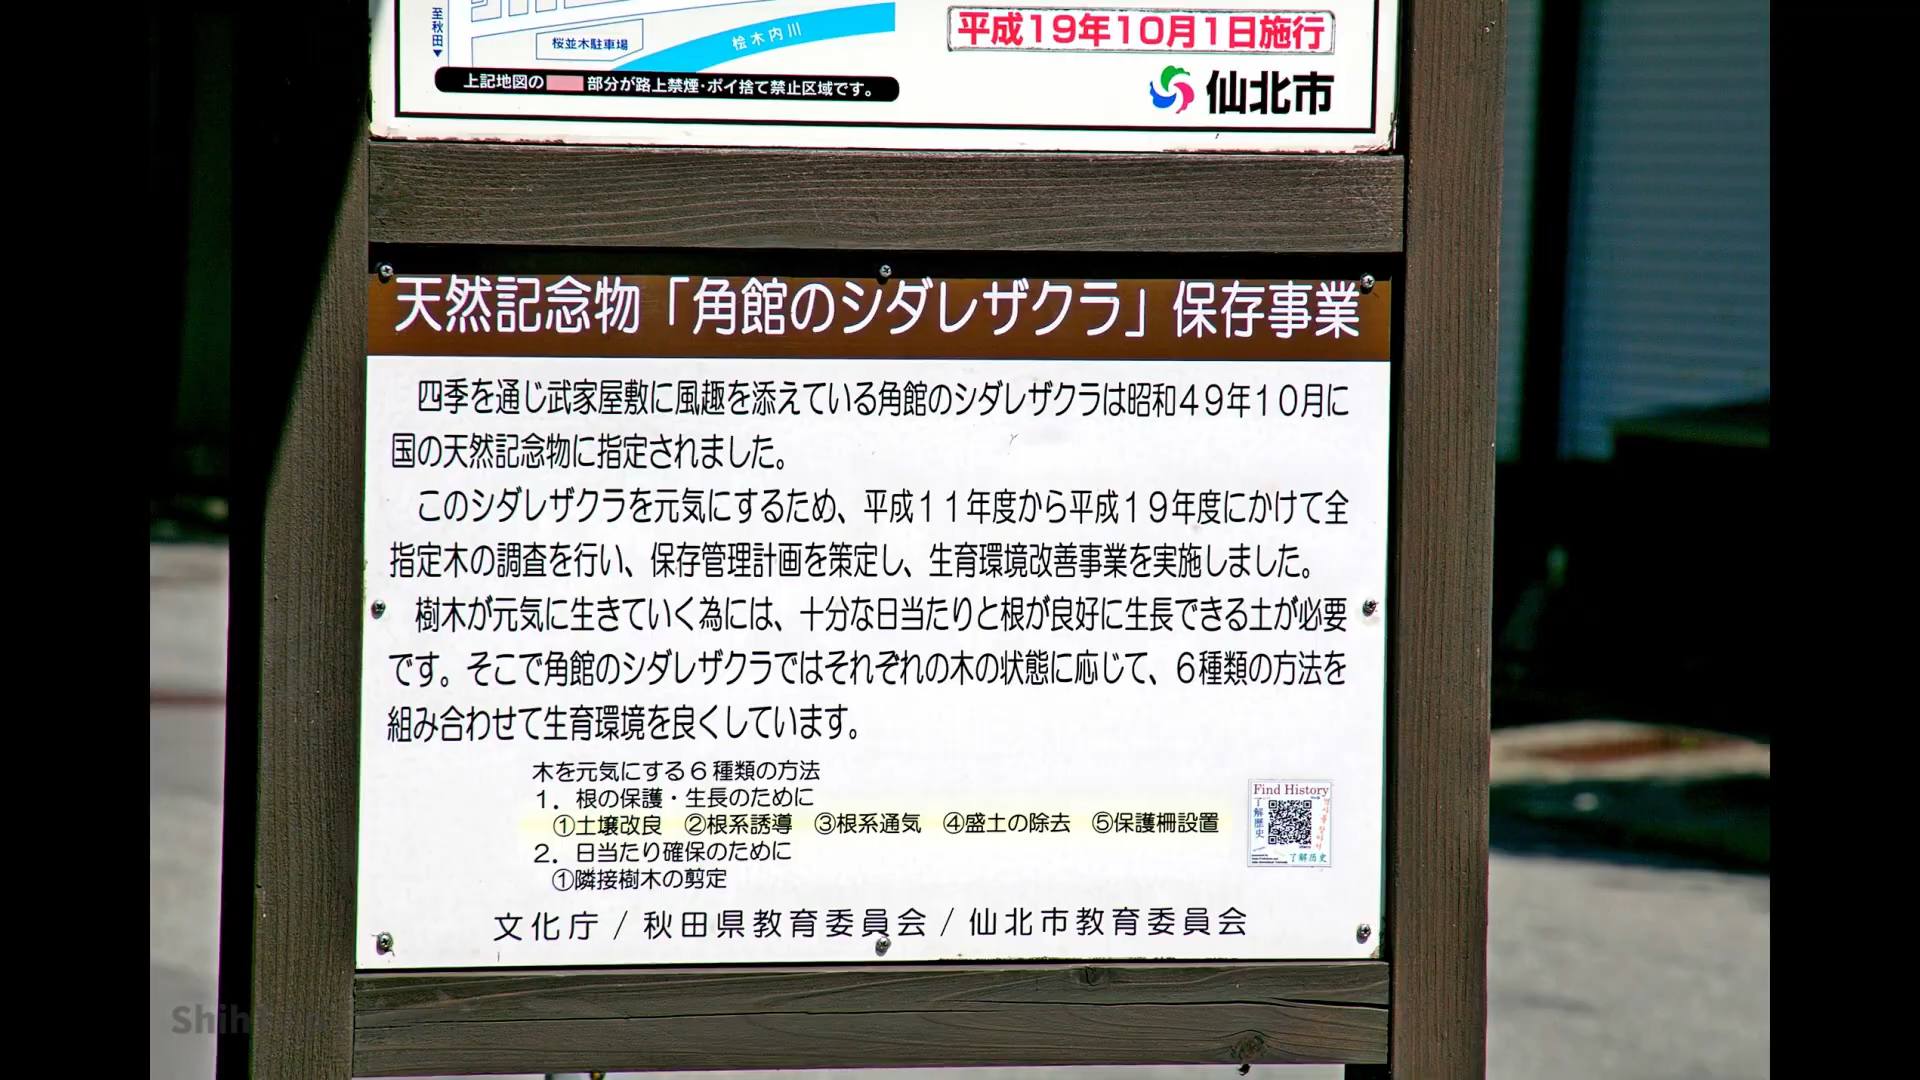 至秋田▼
桜並木駐車場
桧木内川
上記地図の 部分が路上禁煙・ポイ捨て禁止区域です。
平成19年10月1日施行
仙北市
天然記念物「角館のシダレザクラ」保存事業
四季を通じ武家屋敷に風趣を添えている角館のシダレザクラは昭和49年10月に
国の天然記念物に指定されました。
このシダレザクラを元気にするため、平成11年度から平成19年度にかけて全
指定木の調査を行い、保存管理計画を策定し、生育環境改善事業を実施しました。
樹木が元気に生きていく為には、十分な日当たりと根が良好に生長できる土が必要
です。そこで角館のシダレザクラではそれぞれの木の状態に応じて、6種類の方法を
組み合わせて生育環境を良くしています。
木を元気にする6種類の方法
1．根の保護・生長のために
①土壌改良 ②根系誘導 ③根系通気 ④盛土の除去 ⑤保護柵設置
2．日当たり確保のために
①隣接樹木の剪定
文化庁/秋田県教育委員会/仙北市教育委員会
Find History
了解歷史
了解历史
Shih